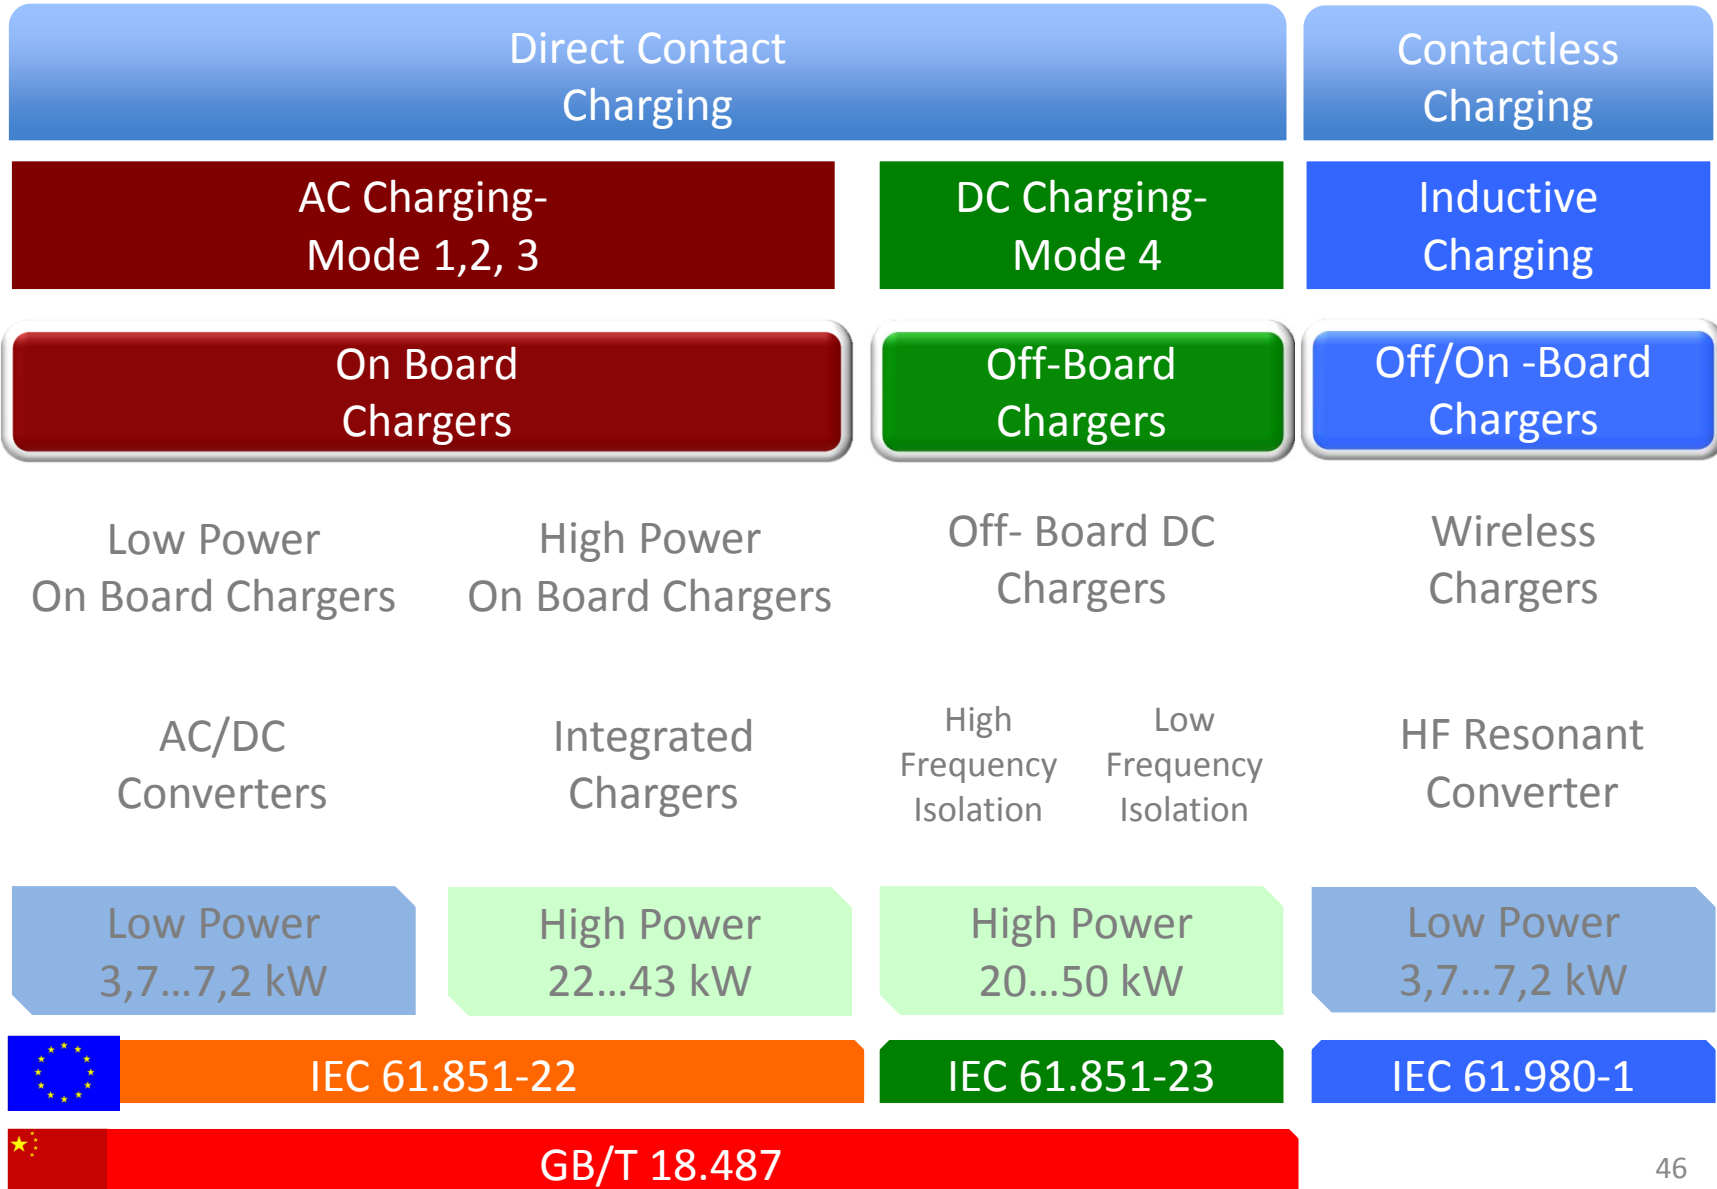 Direct Contact
Charging
Contactless
Charging
AC Charging-
Mode 1,2, 3
DC Charging-
Mode 4
Inductive
Charging
On Board
Chargers
Off-Board
Chargers
Off/On -Board
Chargers
Low Power
On Board Chargers
High Power
On Board Chargers
Off- Board DC
Chargers
Wireless
Chargers
AC/DC
Converters
Integrated
Chargers
High
Frequency
Isolation
Low
Frequency
Isolation
HF Resonant
Converter
Low Power
3,7...7,2 kW
High Power
22...43 kW
High Power
20...50 kW
Low Power
3,7...7,2 kW
IEC 61.851-22
IEC 61.851-23
IEC 61.980-1
GB/T 18.487
46